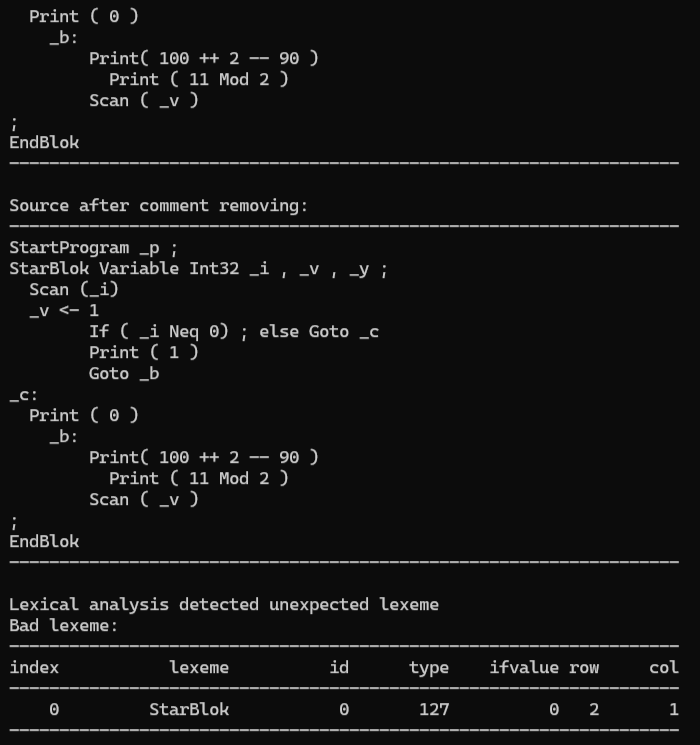 Print ( 0 )
_b:
Print( 100 ++ 2 -- 90 )
Print ( 11 Mod 2 )
Scan ( _v )
;
EndBlok
-------------------------------------------------------------------
Source after comment removing:
-------------------------------------------------------------------
StartProgram _p ;
StarBlok Variable Int32 _i , _v , _y ;
Scan (_i)
_v <- 1
If ( _i Neq 0) ; else Goto _c
Print ( 1 )
Goto _b
_c:
Print ( 0 )
_b:
Print( 100 ++ 2 -- 90 )
Print ( 11 Mod 2 )
Scan ( _v )
;
EndBlok
-------------------------------------------------------------------
Lexical analysis detected unexpected lexeme
Bad lexeme:
-------------------------------------------------------------------
index lexeme id type ifvalue row col
-------------------------------------------------------------------
0 StarBlok 0 127 0 2 1
-------------------------------------------------------------------